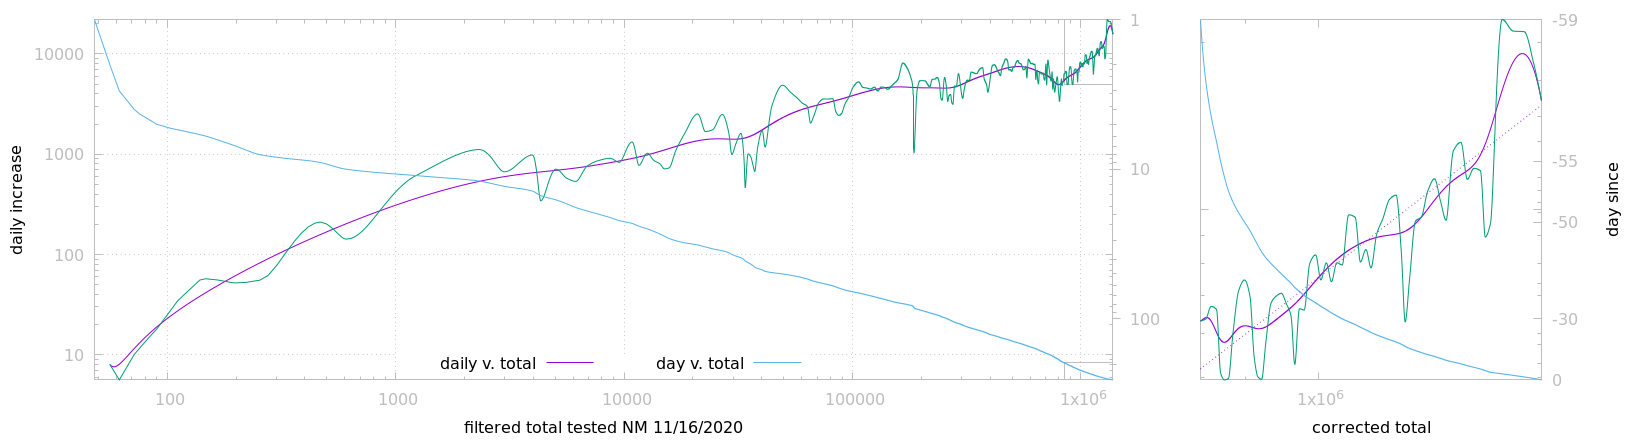 daily increase
10000
1000
100
10
daily v. total
day v. total
100
1000
10000
100000
1x10^6
filtered total tested NM 11/16/2020
1
10
100
1x10^6
corrected total
-59
-55
-50
-30
0
day since